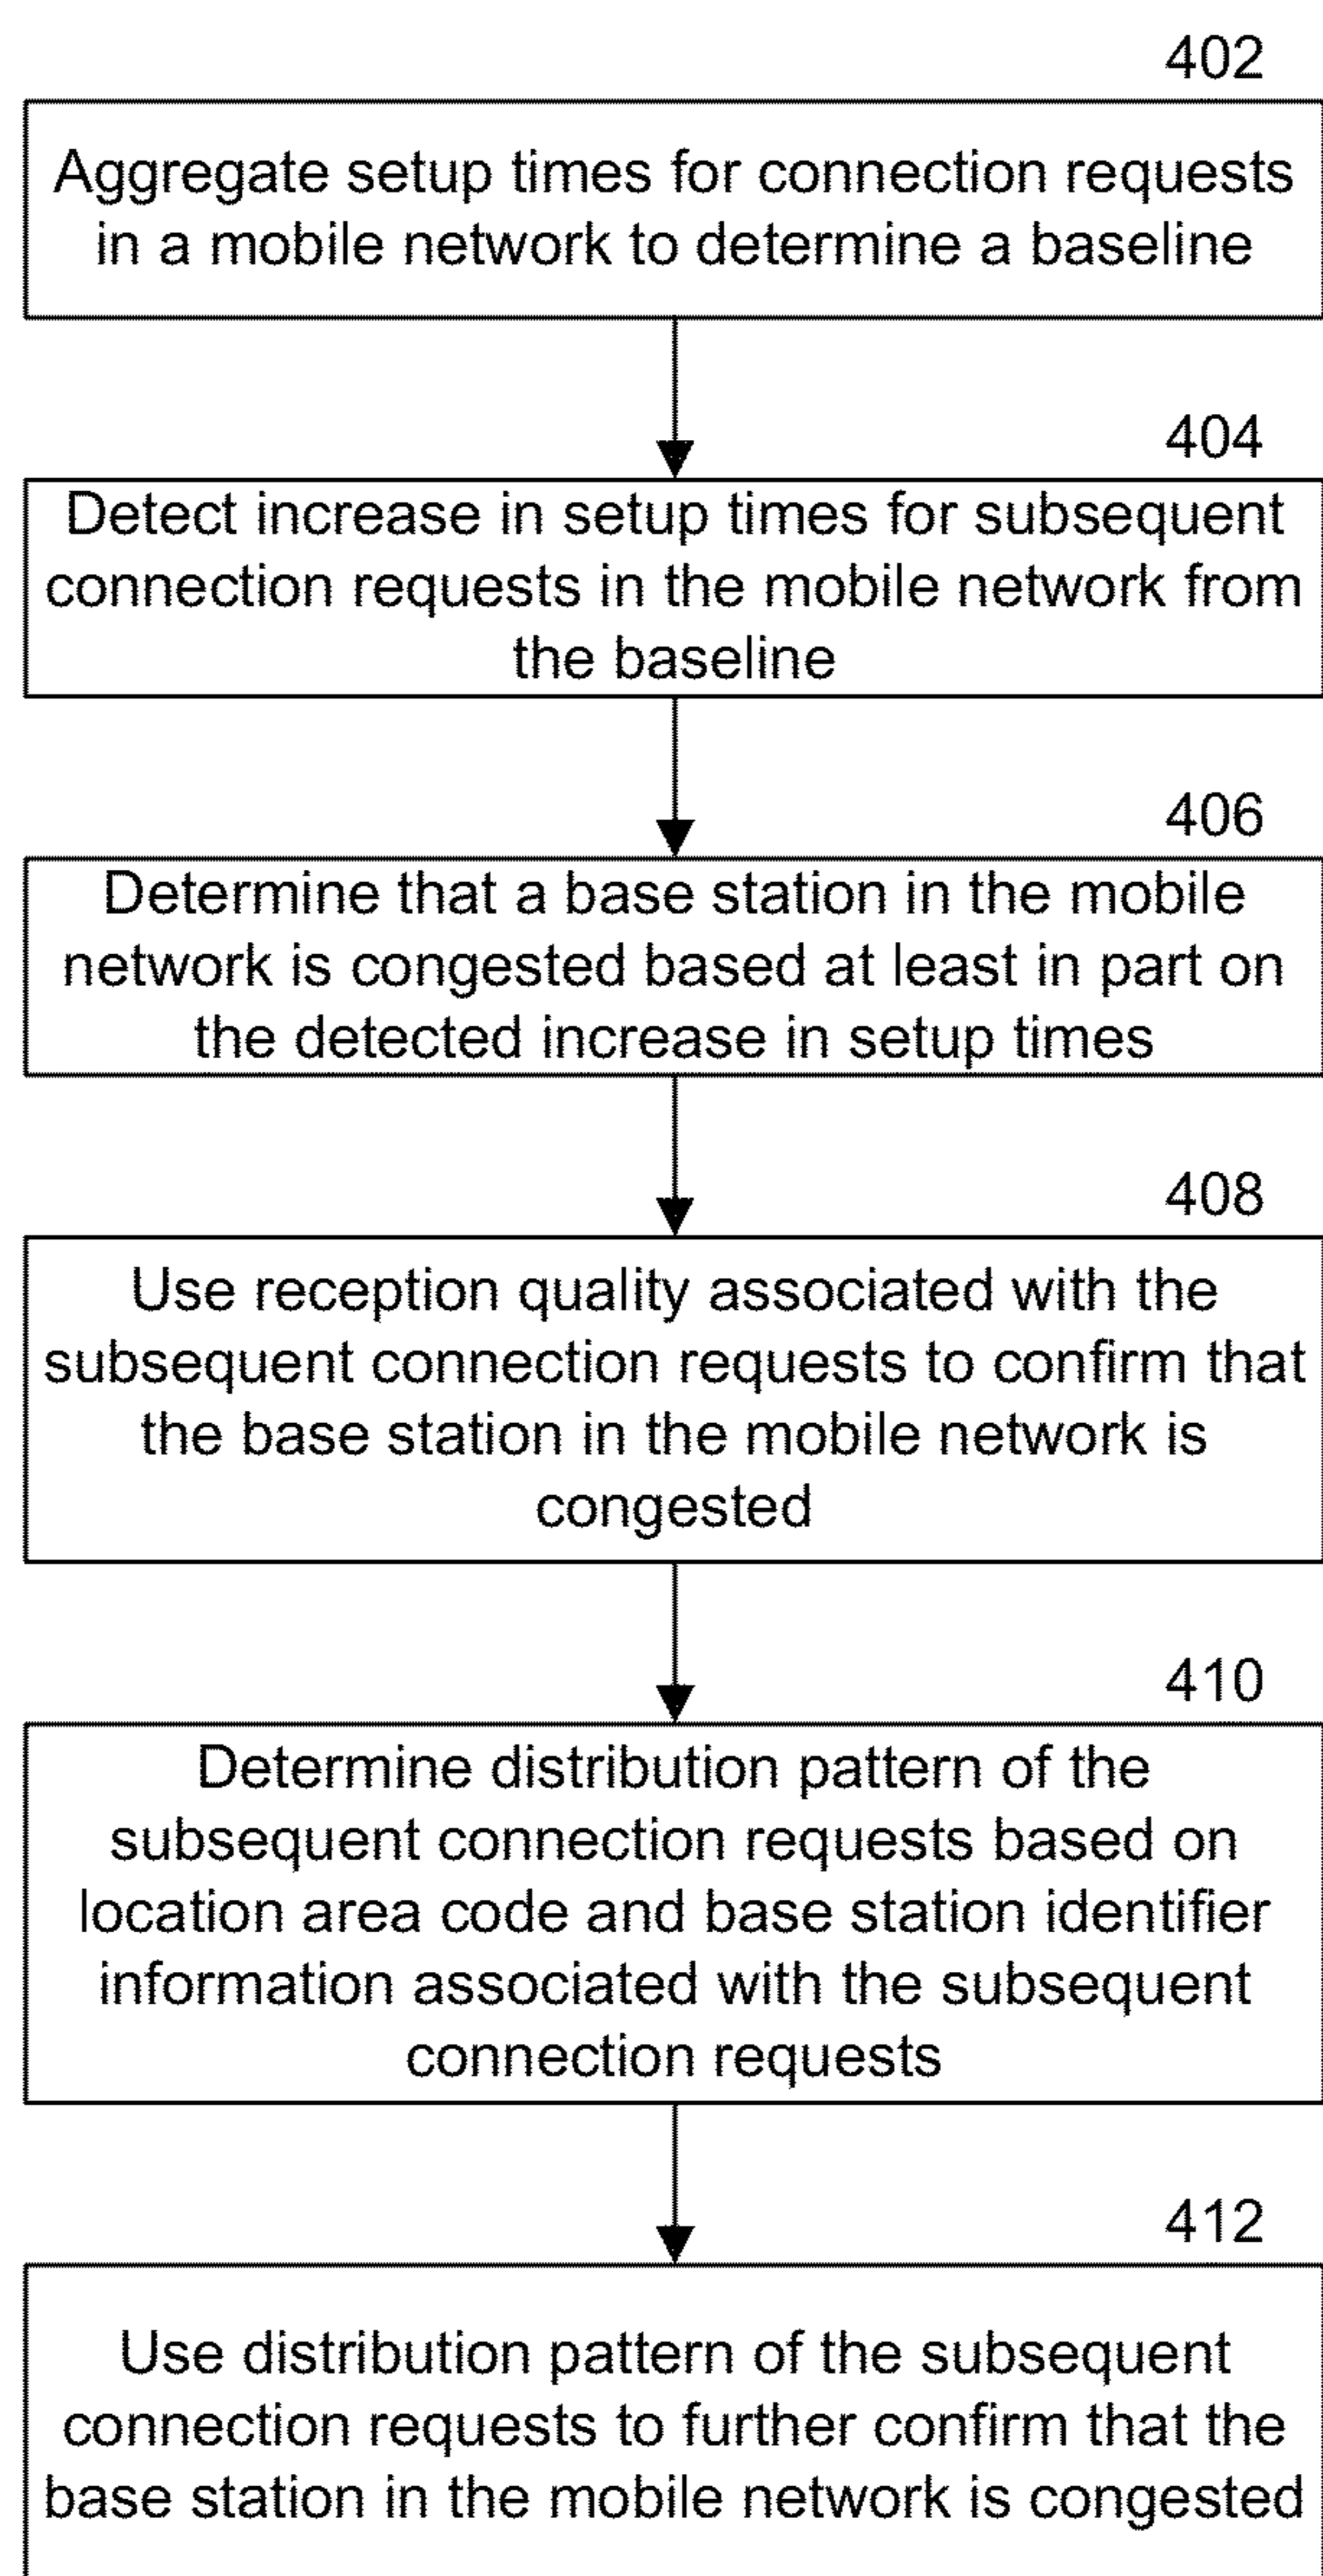 402
Aggregate setup times for connection requests
in a mobile network to determine a baseline
404
Detect increase in setup times for subsequent
connection requests in the mobile network from
the baseline
406
Determine that a base station in the mobile
network is congested based at least in part on
the detected increase in setup times
408
Use reception quality associated with the
subsequent connection requests to confirm that
the base station in the mobile network is
congested
410
Determine distribution pattern of the
subsequent connection requests based on
location area code and base station identifier
information associated with the subsequent
connection requests
412
Use distribution pattern of the subsequent
connection requests to further confirm that the
base station in the mobile network is congested